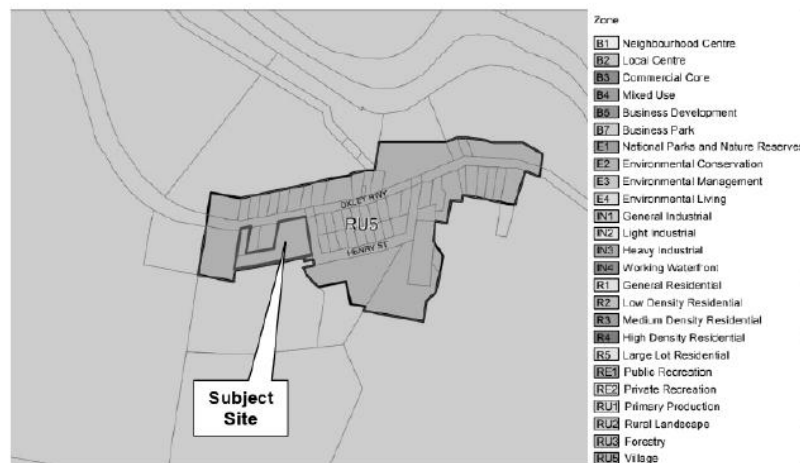 Zone
B1 Neighbourhood Centre
B2 Local Centre
B3 Commercial Core
B4 Mixed Use
B5 Business Development
B7 Business Park
E1 National Parks and Nature Reserves
E2 Environmental Conservation
E3 Environmental Management
E4 Environmental Living
IN1 General Industrial
IN2 Light Industrial
IN3 Heavy Industrial
IN4 Working Waterfront
R1 General Residential
R2 Low Density Residential
R3 Medium Density Residential
R4 High Density Residential
R5 Large Lot Residential
RE1 Public Recreation
RE2 Private Recreation
RU1 Primary Production
RU2 Rural Landscape
RU3 Forestry
RU5 Village
OXLEY HWY
RU5
HENRY ST
Subject
Site